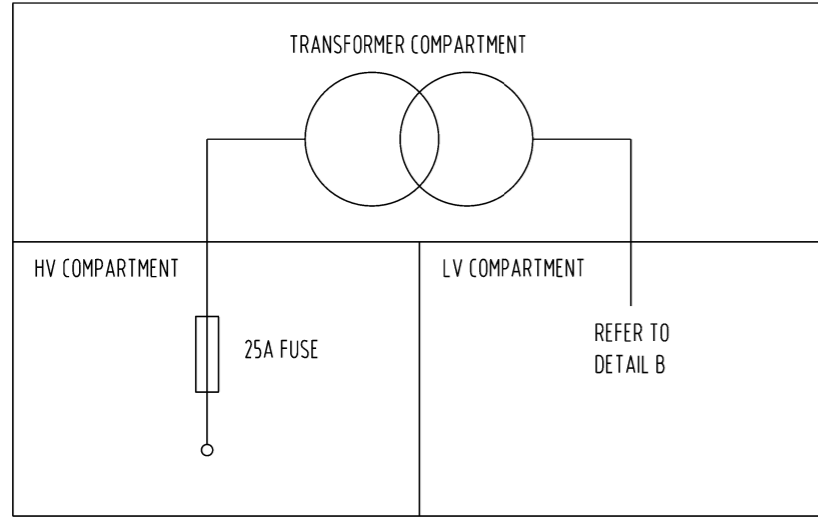 TRANSFORMER COMPARTMENT
HV COMPARTMENT
LV COMPARTMENT
25A FUSE
REFER TO
DETAIL B